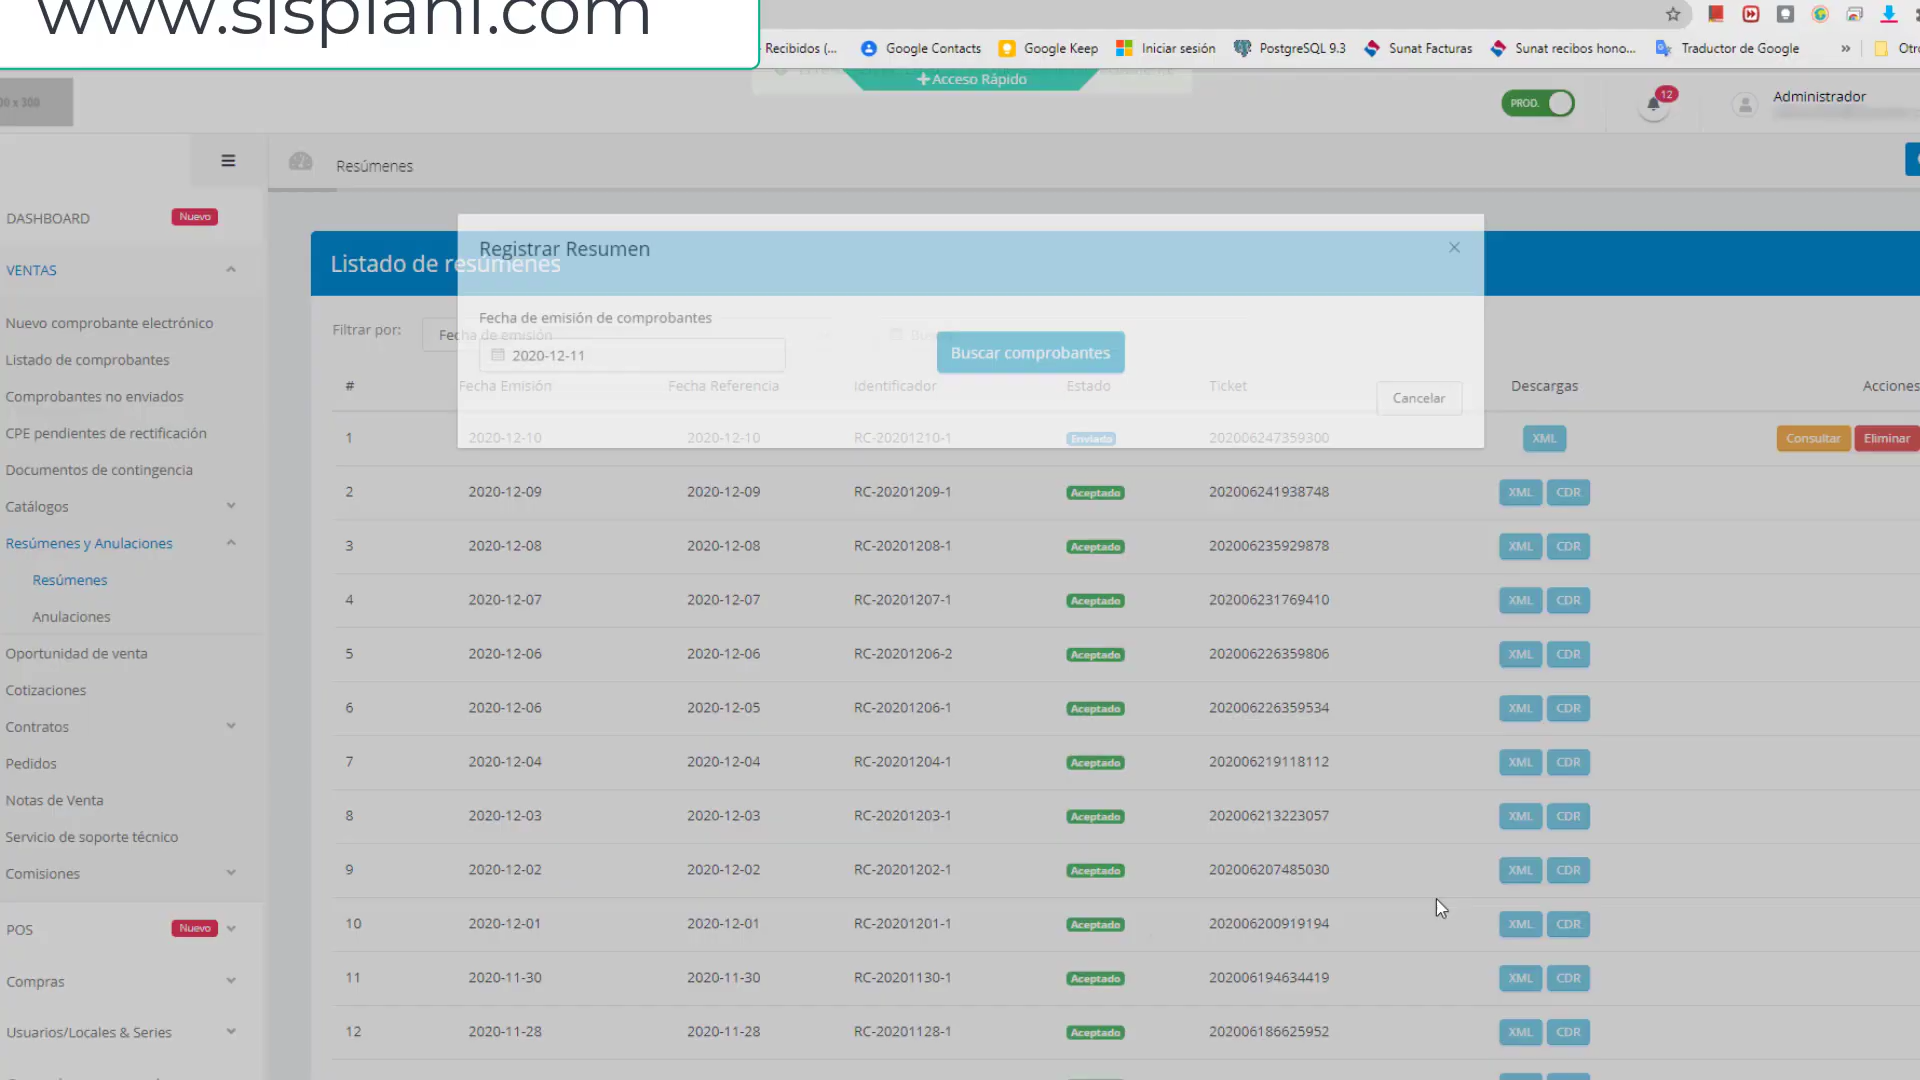 www.sisplani.com
Recibidos (...
Google Contacts
Google Keep
Iniciar sesión
PostgreSQL 9.3
Sunat Facturas
Sunat recibos hono...
Traductor de Google
»
Otro
+Acceso Rápido
00 x 300
PROD.
12
Administrador
Resúmenes
DASHBOARD Nuevo
VENTAS
Nuevo comprobante electrónico
Listado de comprobantes
Comprobantes no enviados
CPE pendientes de rectificación
Documentos de contingencia
Catálogos
Resúmenes y Anulaciones
Resúmenes
Anulaciones
Oportunidad de venta
Cotizaciones
Contratos
Pedidos
Notas de Venta
Servicio de soporte técnico
Comisiones
POS Nuevo
Compras
Usuarios/Locales & Series
Registrar Resumen
Listado de resúmenes
Fecha de emisión de comprobantes
Filtrar por: Fecha de emisión
2020-12-11
Buscar comprobantes
Cancelar
# Fecha Emisión Fecha Referencia Identificador Estado Ticket Descargas Acciones
1 2020-12-10 2020-12-10 RC-20201210-1 Enviado 202006247359300 XML Consultar Eliminar
2 2020-12-09 2020-12-09 RC-20201209-1 Aceptado 202006241938748 XML CDR
3 2020-12-08 2020-12-08 RC-20201208-1 Aceptado 202006235929878 XML CDR
4 2020-12-07 2020-12-07 RC-20201207-1 Aceptado 202006231769410 XML CDR
5 2020-12-06 2020-12-06 RC-20201206-2 Aceptado 202006226359806 XML CDR
6 2020-12-06 2020-12-05 RC-20201206-1 Aceptado 202006226359534 XML CDR
7 2020-12-04 2020-12-04 RC-20201204-1 Aceptado 202006219118112 XML CDR
8 2020-12-03 2020-12-03 RC-20201203-1 Aceptado 202006213223057 XML CDR
9 2020-12-02 2020-12-02 RC-20201202-1 Aceptado 202006207485030 XML CDR
10 2020-12-01 2020-12-01 RC-20201201-1 Aceptado 202006200919194 XML CDR
11 2020-11-30 2020-11-30 RC-20201130-1 Aceptado 202006194634419 XML CDR
12 2020-11-28 2020-11-28 RC-20201128-1 Aceptado 202006186625952 XML CDR